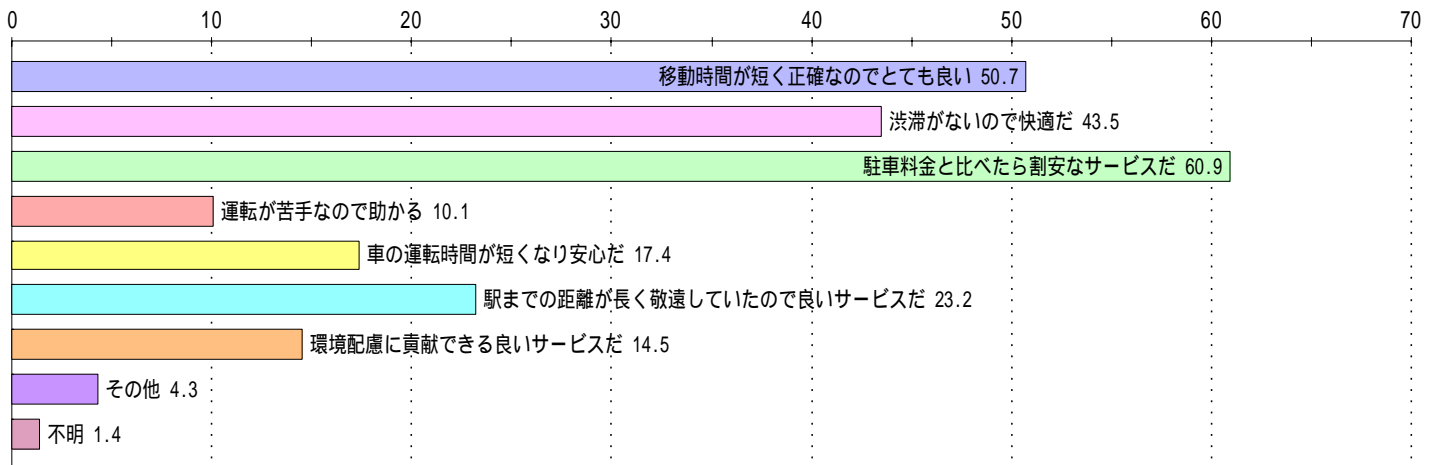 0 10 20 30 40 50 60 70
移動時間が短く正確なのでとても良い 50.7
渋滞がないので快適だ 43.5
駐車料金と比べたら割安なサービスだ 60.9
運転が苦手なので助かる 10.1
車の運転時間が短くなり安心だ 17.4
駅までの距離が長く敬遠していたので良いサービスだ 23.2
環境配慮に貢献できる良いサービスだ 14.5
その他 4.3
不明 1.4